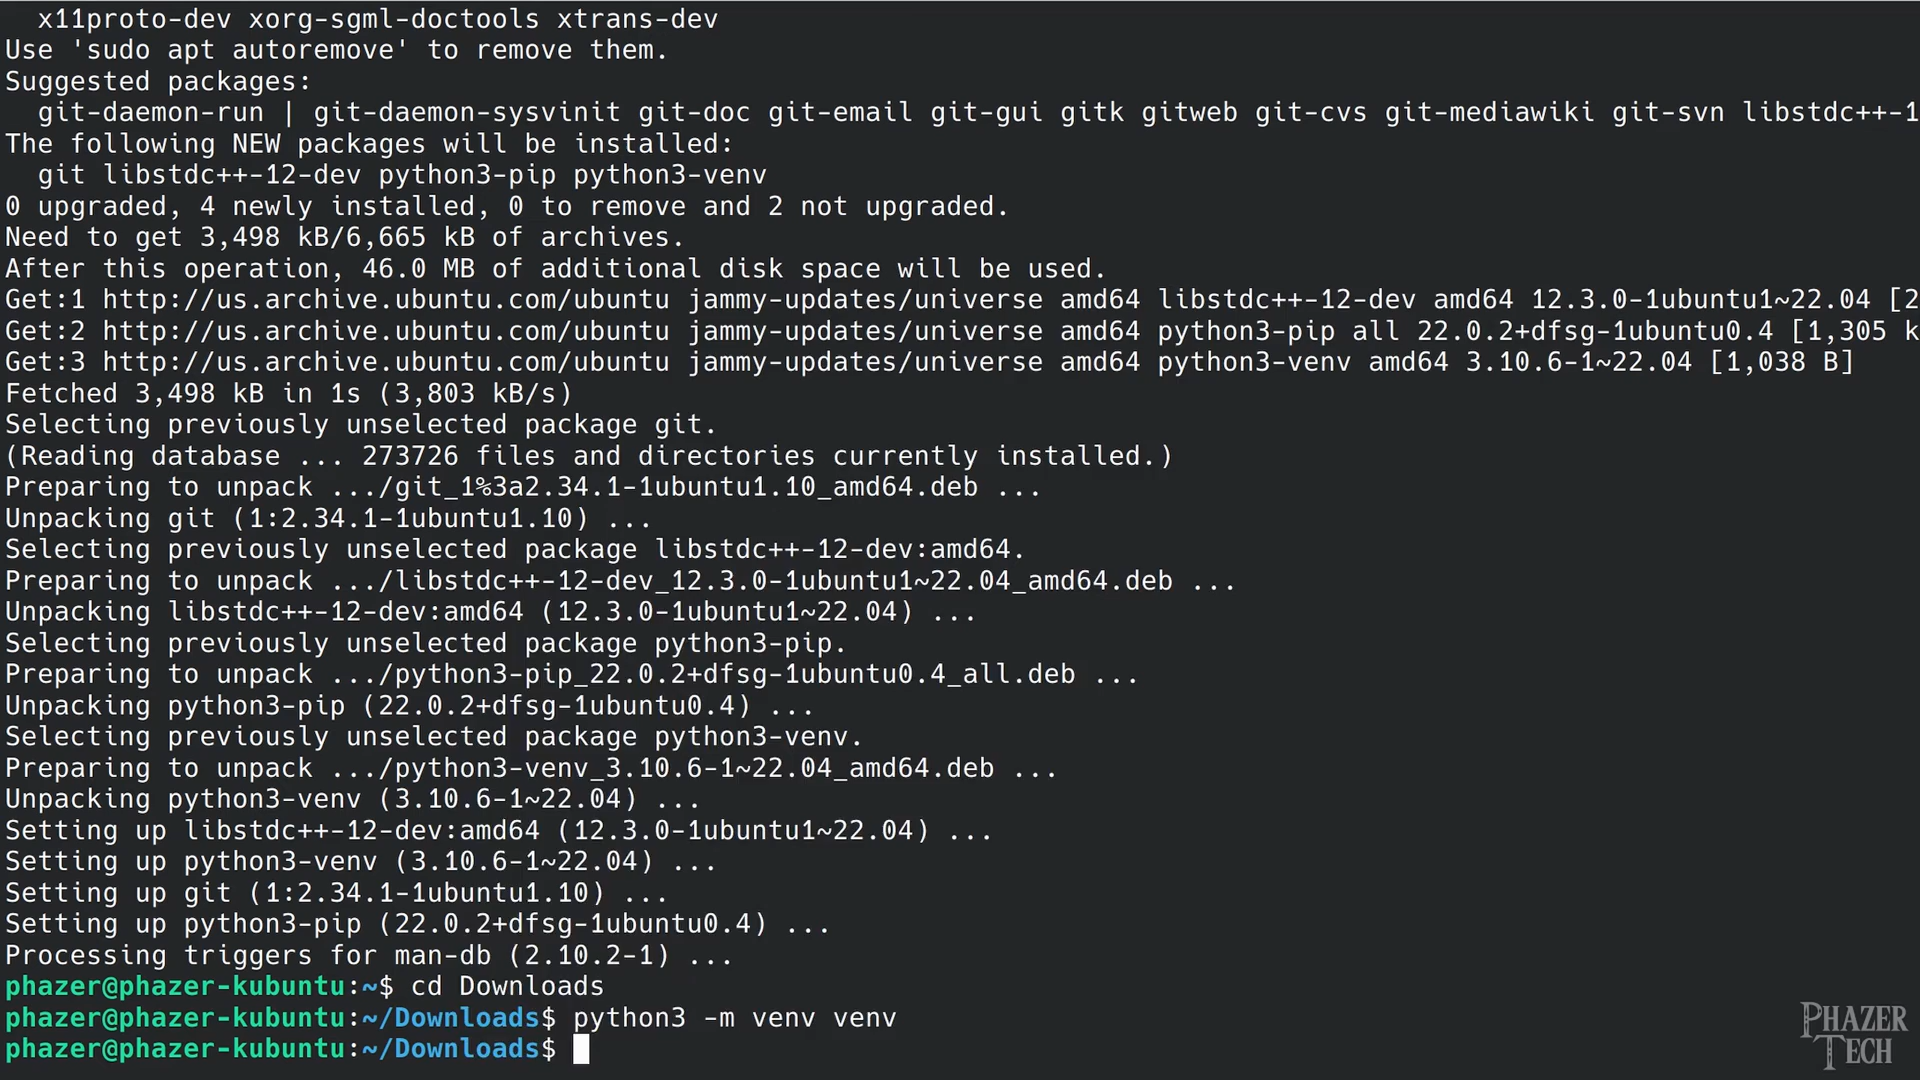 x11proto-dev xorg-sgml-doctools xtrans-dev
Use 'sudo apt autoremove' to remove them.
Suggested packages:
git-daemon-run | git-daemon-sysvinit git-doc git-email git-gui gitk gitweb git-cvs git-mediawiki git-svn libstdc++-1
The following NEW packages will be installed:
git libstdc++-12-dev python3-pip python3-venv
0 upgraded, 4 newly installed, 0 to remove and 2 not upgraded.
Need to get 3,498 kB/6,665 kB of archives.
After this operation, 46.0 MB of additional disk space will be used.
Get:1 http://us.archive.ubuntu.com/ubuntu jammy-updates/universe amd64 libstdc++-12-dev amd64 12.3.0-1ubuntu1~22.04 [2
Get:2 http://us.archive.ubuntu.com/ubuntu jammy-updates/universe amd64 python3-pip all 22.0.2+dfsg-1ubuntu0.4 [1,305 k
Get:3 http://us.archive.ubuntu.com/ubuntu jammy-updates/universe amd64 python3-venv amd64 3.10.6-1~22.04 [1,038 B]
Fetched 3,498 kB in 1s (3,803 kB/s)
Selecting previously unselected package git.
(Reading database ... 273726 files and directories currently installed.)
Preparing to unpack .../git_1%3a2.34.1-1ubuntu1.10_amd64.deb ...
Unpacking git (1:2.34.1-1ubuntu1.10) ...
Selecting previously unselected package libstdc++-12-dev:amd64.
Preparing to unpack .../libstdc++-12-dev_12.3.0-1ubuntu1~22.04_amd64.deb ...
Unpacking libstdc++-12-dev:amd64 (12.3.0-1ubuntu1~22.04) ...
Selecting previously unselected package python3-pip.
Preparing to unpack .../python3-pip_22.0.2+dfsg-1ubuntu0.4_all.deb ...
Unpacking python3-pip (22.0.2+dfsg-1ubuntu0.4) ...
Selecting previously unselected package python3-venv.
Preparing to unpack .../python3-venv_3.10.6-1~22.04_amd64.deb ...
Unpacking python3-venv (3.10.6-1~22.04) ...
Setting up libstdc++-12-dev:amd64 (12.3.0-1ubuntu1~22.04) ...
Setting up python3-venv (3.10.6-1~22.04) ...
Setting up git (1:2.34.1-1ubuntu1.10) ...
Setting up python3-pip (22.0.2+dfsg-1ubuntu0.4) ...
Processing triggers for man-db (2.10.2-1) ...
phazer@phazer-kubuntu:~$ cd Downloads
phazer@phazer-kubuntu:~/Downloads$ python3 -m venv venv
phazer@phazer-kubuntu:~/Downloads$
PHAZER
TECH